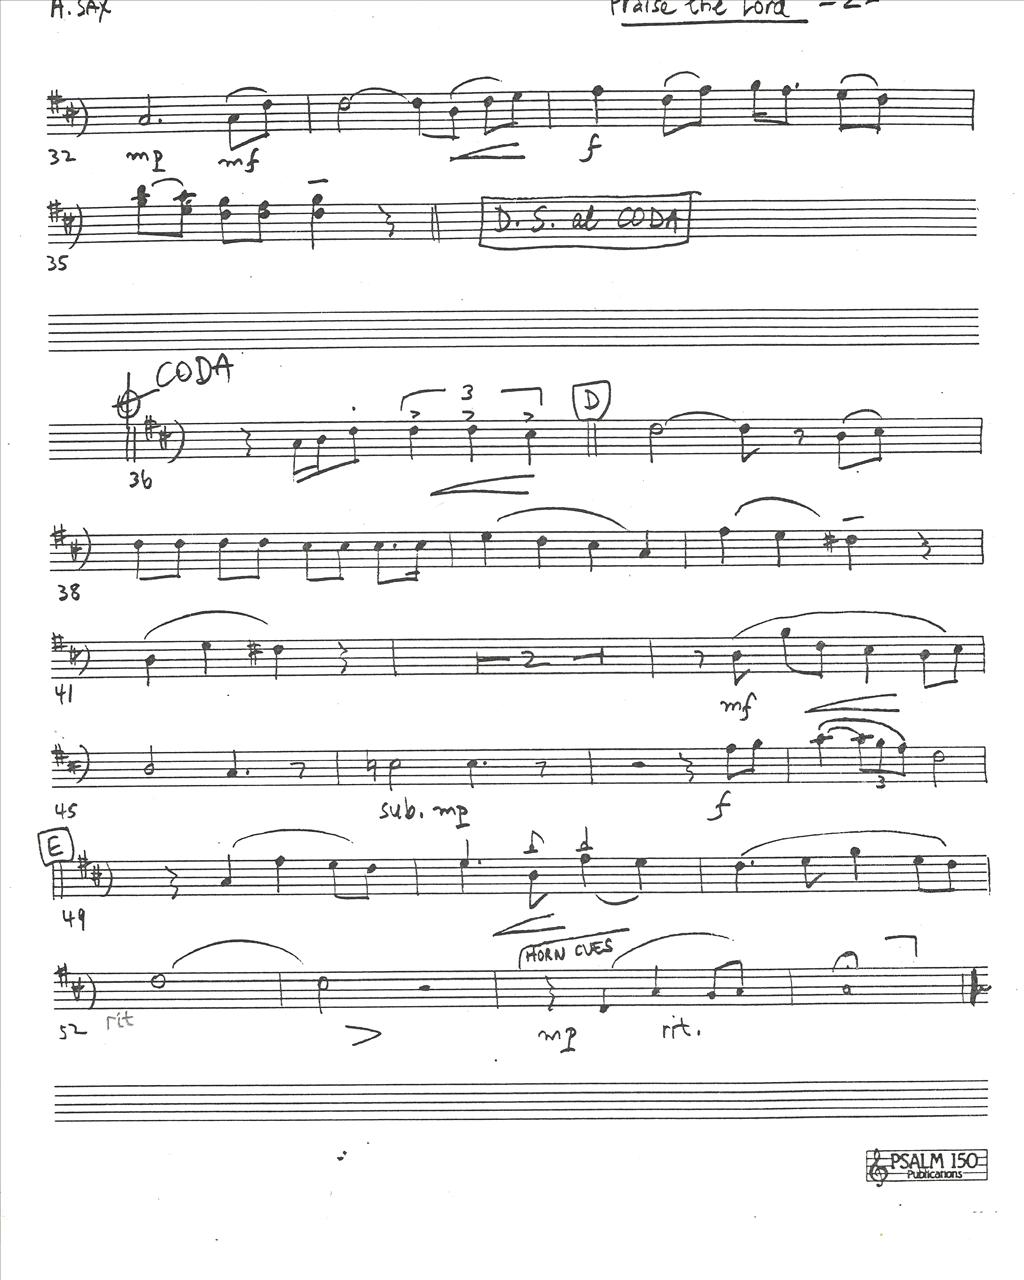 A. SAX Praise the Lord -2-
32 mp mf f
D. S. al CODA
35
CODA
3 D
36
38
2
41 mf
3
45 sub. mp f
E
49
HORN CUES
52 rit mp rit.
PSALM 150
Publications